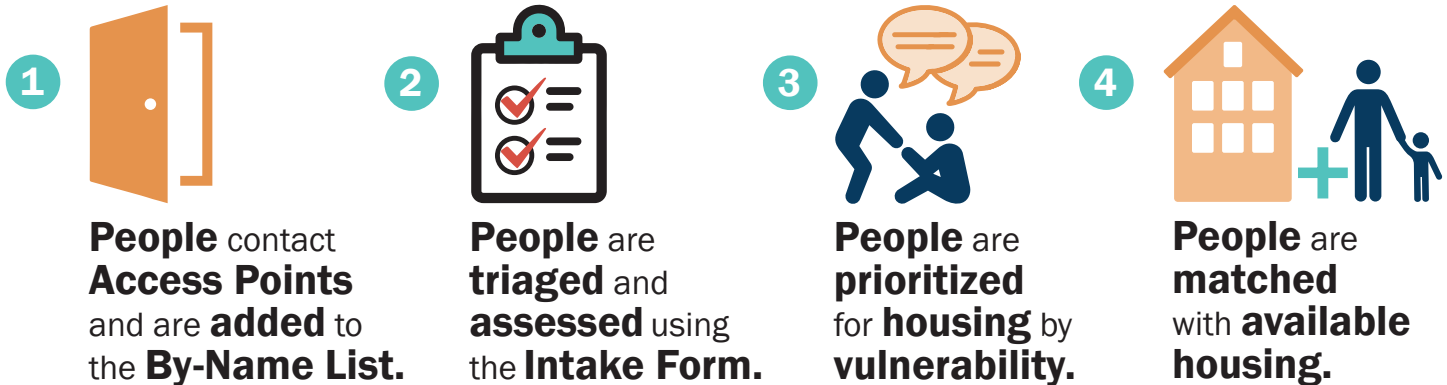 1
People contact
Access Points
and are added to
the By-Name List.
2
People are
triaged and
assessed using
the Intake Form.
3
People are
prioritized
for housing by
vulnerability.
4
People are
matched
with available
housing.